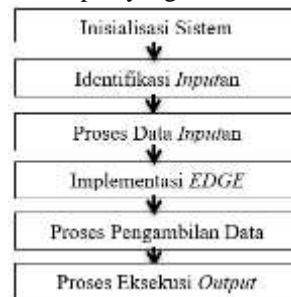 Inisialisasi Sistem
Identifikasi Inputan
Proses Data Inputan
Implementasi EDGE
Proses Pengambilan Data
Proses Eksekusi Output